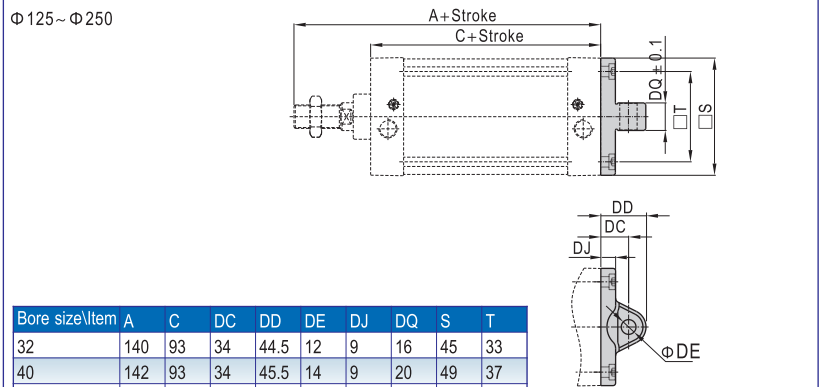 Φ125~Φ250
A+Stroke
C+Stroke
DQ±0.1
□T
□S
DD
DC
DJ
ΦDE
Bore size\Item A C DC DD DE DJ DQ S T
32 140 93 34 44.5 12 9 16 45 33
40 142 93 34 45.5 14 9 20 49 37